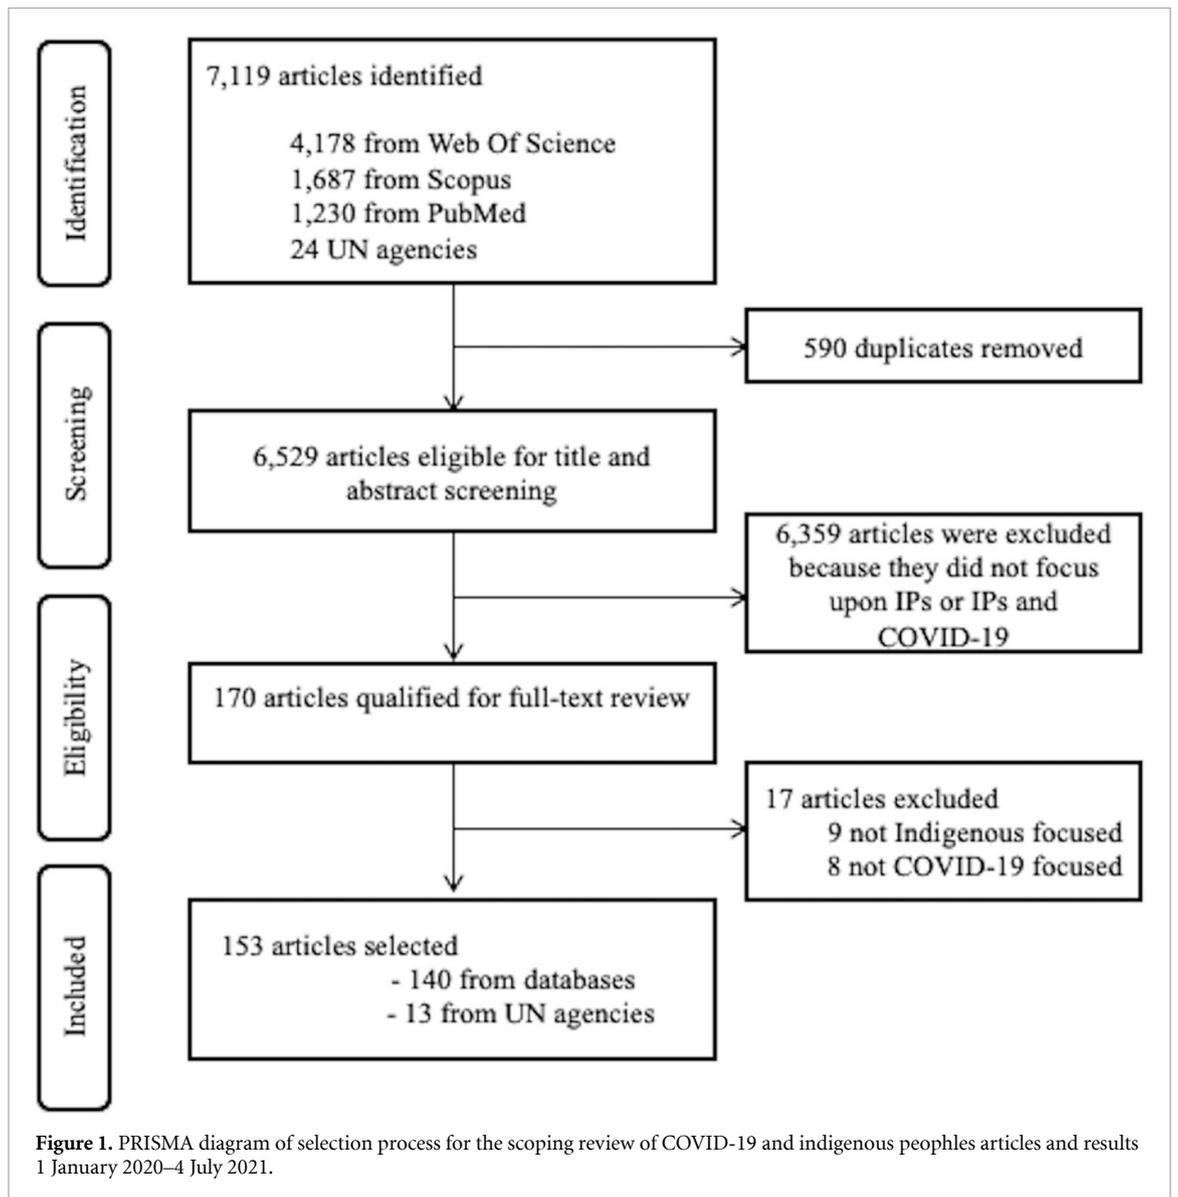 Identification
7,119 articles identified
4,178 from Web Of Science
1,687 from Scopus
1,230 from PubMed
24 UN agencies
590 duplicates removed
Screening
6,529 articles eligible for title and
abstract screening
6,359 articles were excluded
because they did not focus
upon IPs or IPs and
COVID-19
Eligibility
170 articles qualified for full-text review
17 articles excluded
9 not Indigenous focused
8 not COVID-19 focused
Included
153 articles selected
- 140 from databases
- 13 from UN agencies
Figure 1. PRISMA diagram of selection process for the scoping review of COVID-19 and indigenous peophles articles and results
1 January 2020–4 July 2021.